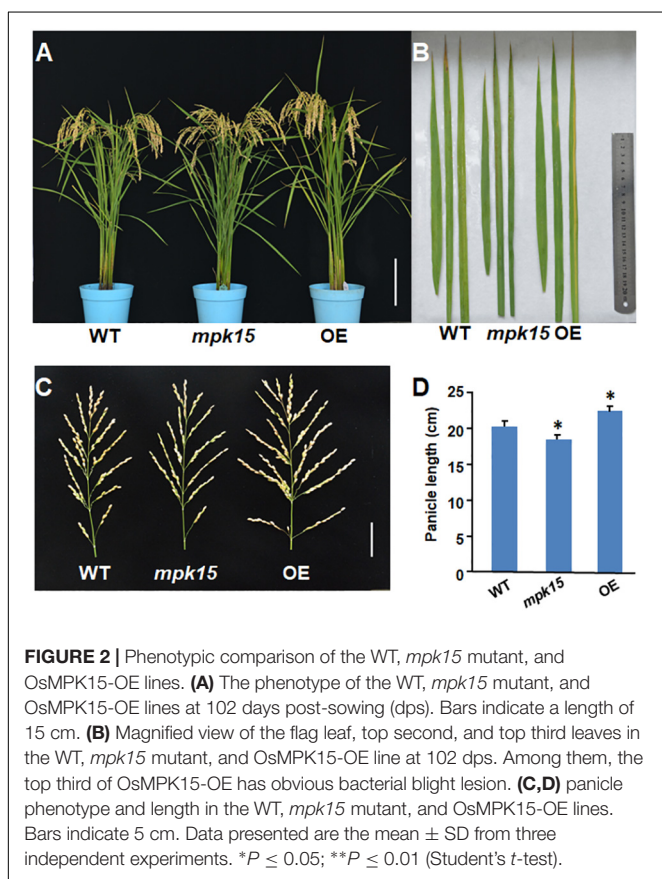 A
B
WT mpk15 OE
WT mpk15 OE
C
D
WT mpk15 OE
Panicle length (cm)
25
20
15
10
5
0
* *
WT mpk15 OE
FIGURE 2 | Phenotypic comparison of the WT, mpk15 mutant, and
OsMPK15-OE lines. (A) The phenotype of the WT, mpk15 mutant, and
OsMPK15-OE lines at 102 days post-sowing (dps). Bars indicate a length of
15 cm. (B) Magnified view of the flag leaf, top second, and top third leaves in
the WT, mpk15 mutant, and OsMPK15-OE line at 102 dps. Among them, the
top third of OsMPK15-OE has obvious bacterial blight lesion. (C,D) panicle
phenotype and length in the WT, mpk15 mutant, and OsMPK15-OE lines.
Bars indicate 5 cm. Data presented are the mean ± SD from three
independent experiments. *P ≤ 0.05; **P ≤ 0.01 (Student's t-test).